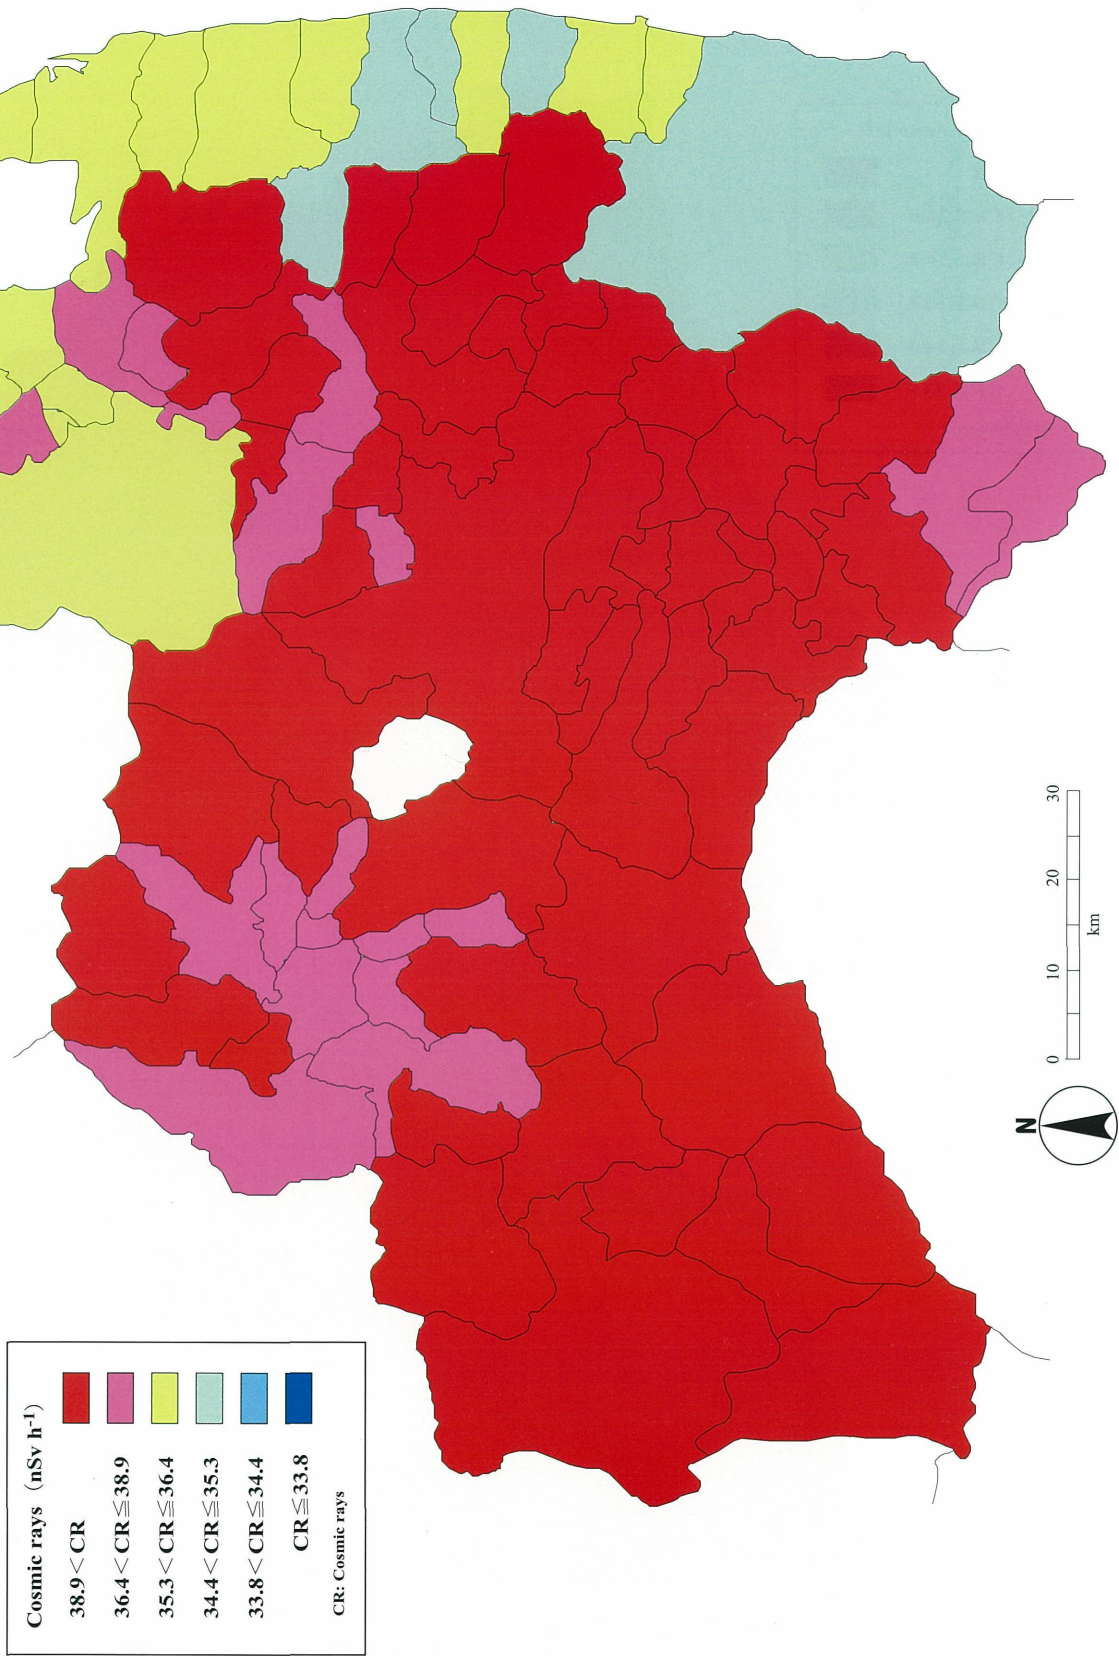 Cosmic rays (nSv h-1)
38.9<CR
36.4<CR≦38.9
35.3<CR≦36.4
34.4<CR≦35.3
33.8<CR≦34.4
CR≦33.8
CR: Cosmic rays
N
0 10 20 30
km